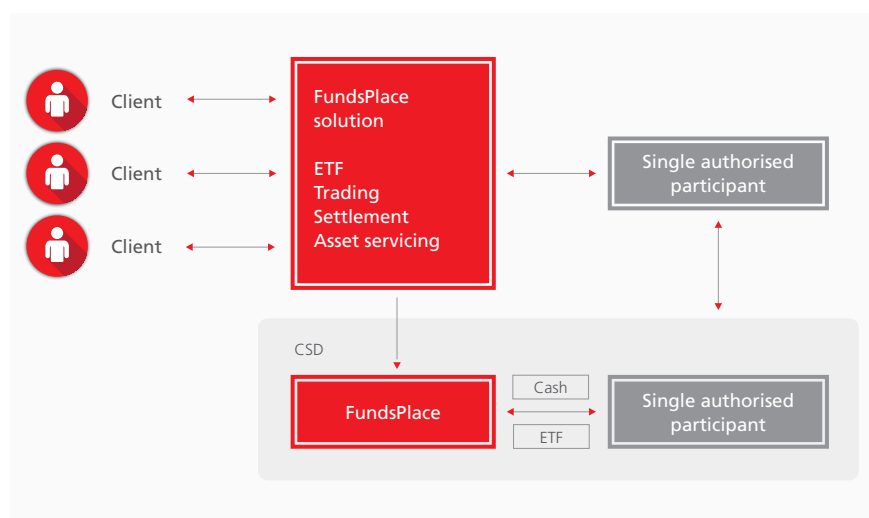 Client
Client
Client
FundsPlace
solution
ETF
Trading
Settlement
Asset servicing
Single authorised
participant
CSD
FundsPlace
Cash
ETF
Single authorised
participant